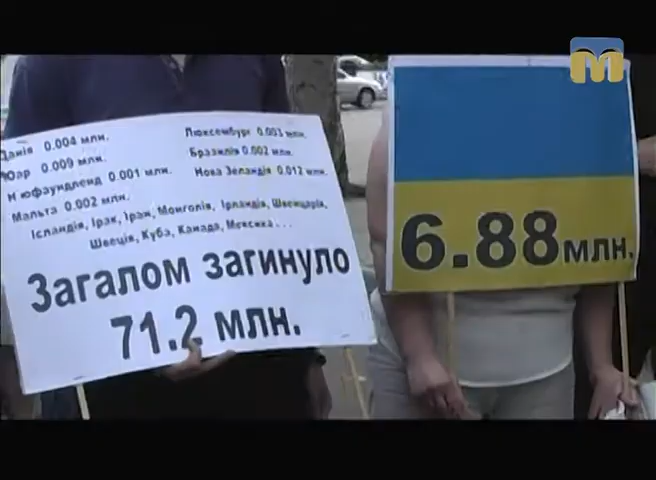 Данія 0.004 млн.
Юар 0.009 млн.
Н юфаундленд 0.001 млн.
Мальта 0.002 млн.
Люксембург 0.003 млн.
Бразилія 0.002 млн.
Нова Зеландія 0.012 млн.
Ісландія, Ірак, Іран, Монголія, Ірландія, Швейцарія,
Швеція, Куба, Канада, Мексика . . .
Загалом загинуло
71.2 млн.
6.88 млн.
m